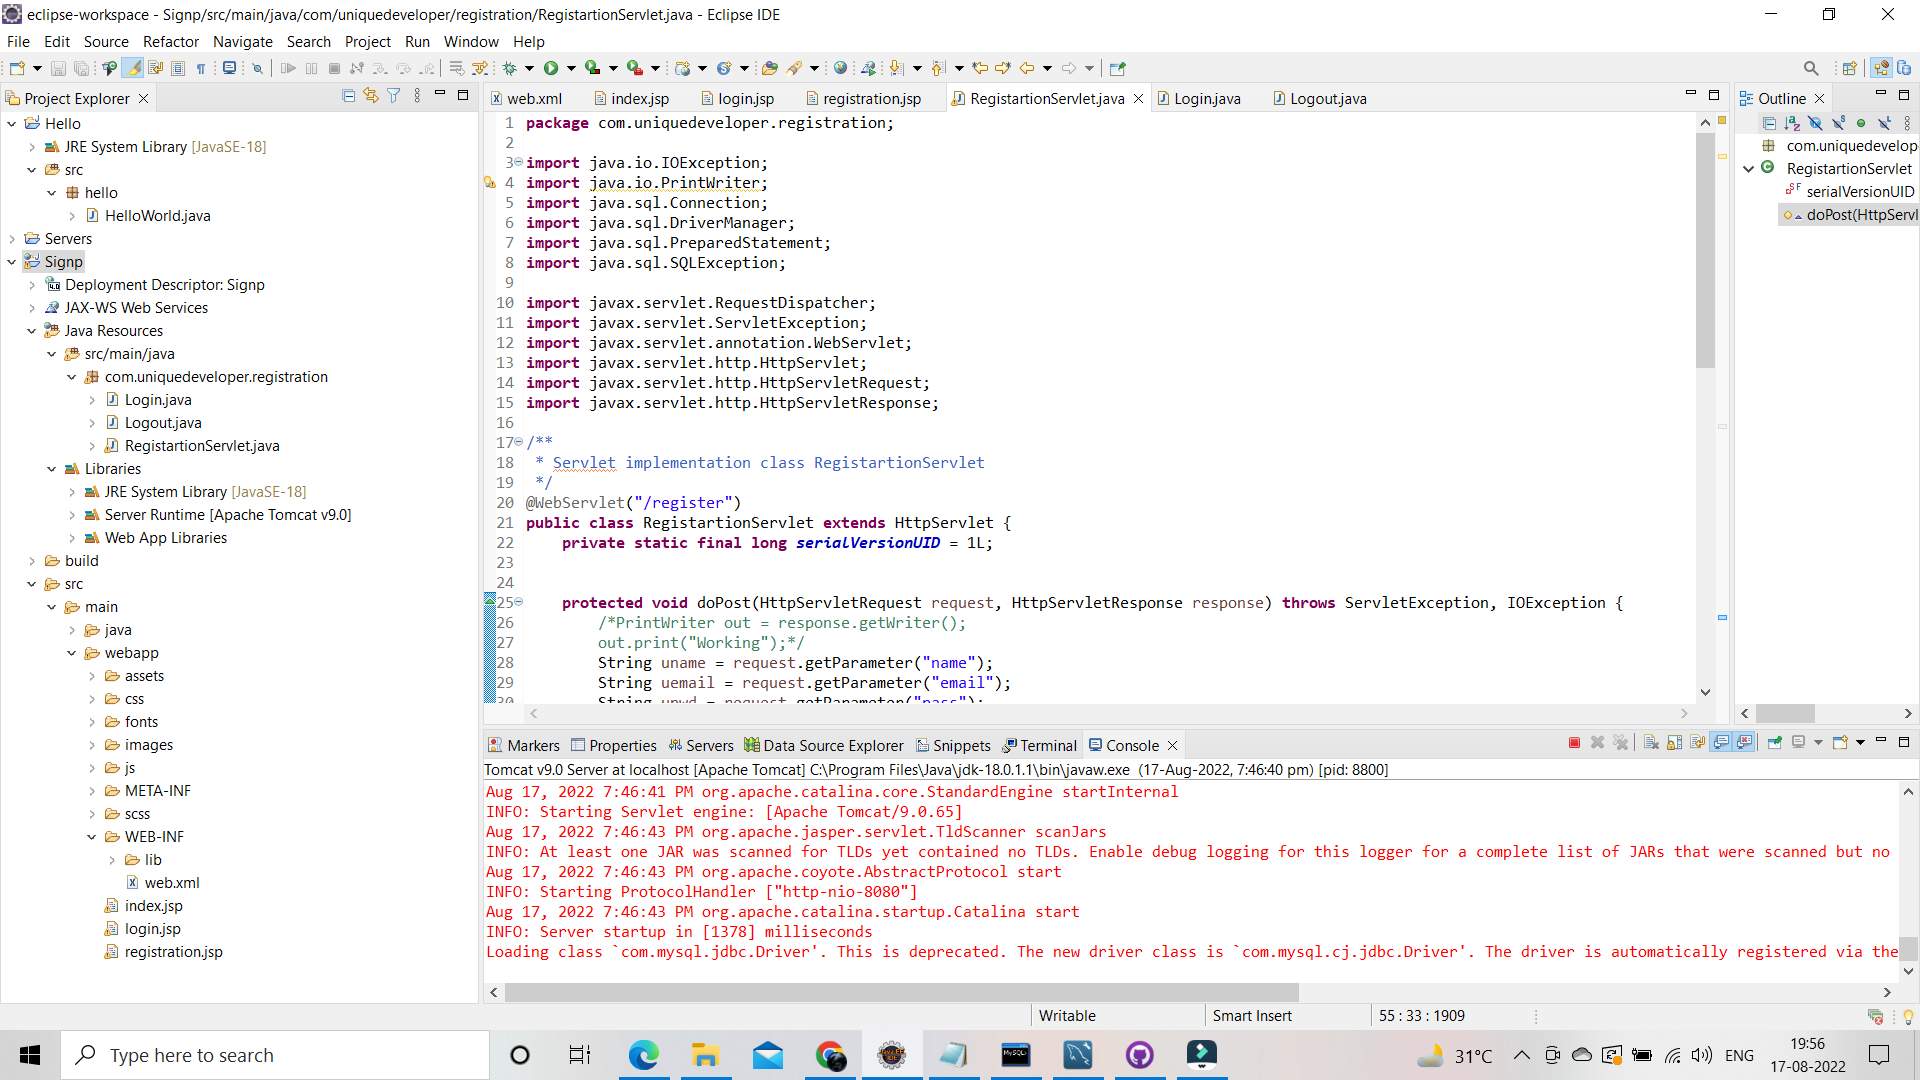 eclipse-workspace - Signp/src/main/java/com/uniquedeveloper/registration/RegistartionServlet.java - Eclipse IDE
File Edit Source Refactor Navigate Search Project Run Window Help
Project Explorer
Hello
JRE System Library [JavaSE-18]
src
hello
HelloWorld.java
Servers
Signp
Deployment Descriptor: Signp
JAX-WS Web Services
Java Resources
src/main/java
com.uniquedeveloper.registration
Login.java
Logout.java
RegistartionServlet.java
Libraries
JRE System Library [JavaSE-18]
Server Runtime [Apache Tomcat v9.0]
Web App Libraries
build
src
main
java
webapp
assets
css
fonts
images
js
META-INF
scss
WEB-INF
lib
web.xml
index.jsp
login.jsp
registration.jsp
web.xml index.jsp login.jsp registration.jsp RegistartionServlet.java Login.java Logout.java
1 package com.uniquedeveloper.registration;
2
3 import java.io.IOException;
4 import java.io.PrintWriter;
5 import java.sql.Connection;
6 import java.sql.DriverManager;
7 import java.sql.PreparedStatement;
8 import java.sql.SQLException;
9
10 import javax.servlet.RequestDispatcher;
11 import javax.servlet.ServletException;
12 import javax.servlet.annotation.WebServlet;
13 import javax.servlet.http.HttpServlet;
14 import javax.servlet.http.HttpServletRequest;
15 import javax.servlet.http.HttpServletResponse;
16
17 /**
18 * Servlet implementation class RegistartionServlet
19 */
20 @WebServlet("/register")
21 public class RegistartionServlet extends HttpServlet {
22 private static final long serialVersionUID = 1L;
23
24
25 protected void doPost(HttpServletRequest request, HttpServletResponse response) throws ServletException, IOException {
26 /*PrintWriter out = response.getWriter();
27 out.print("Working");*/
28 String uname = request.getParameter("name");
29 String uemail = request.getParameter("email");
30 String upwd = request.getParameter("pass");
Outline
com.uniquedevelop
RegistartionServlet
serialVersionUID
doPost(HttpServl
Markers Properties Servers Data Source Explorer Snippets Terminal Console
Tomcat v9.0 Server at localhost [Apache Tomcat] C:\Program Files\Java\jdk-18.0.1.1\bin\javaw.exe (17-Aug-2022, 7:46:40 pm) [pid: 8800]
Aug 17, 2022 7:46:41 PM org.apache.catalina.core.StandardEngine startInternal
INFO: Starting Servlet engine: [Apache Tomcat/9.0.65]
Aug 17, 2022 7:46:43 PM org.apache.jasper.servlet.TldScanner scanJars
INFO: At least one JAR was scanned for TLDs yet contained no TLDs. Enable debug logging for this logger for a complete list of JARs that were scanned but no
Aug 17, 2022 7:46:43 PM org.apache.coyote.AbstractProtocol start
INFO: Starting ProtocolHandler ["http-nio-8080"]
Aug 17, 2022 7:46:43 PM org.apache.catalina.startup.Catalina start
INFO: Server startup in [1378] milliseconds
Loading class `com.mysql.jdbc.Driver'. This is deprecated. The new driver class is `com.mysql.cj.jdbc.Driver'. The driver is automatically registered via the
Writable Smart Insert 55 : 33 : 1909
Type here to search
31°C ENG
19:56
17-08-2022